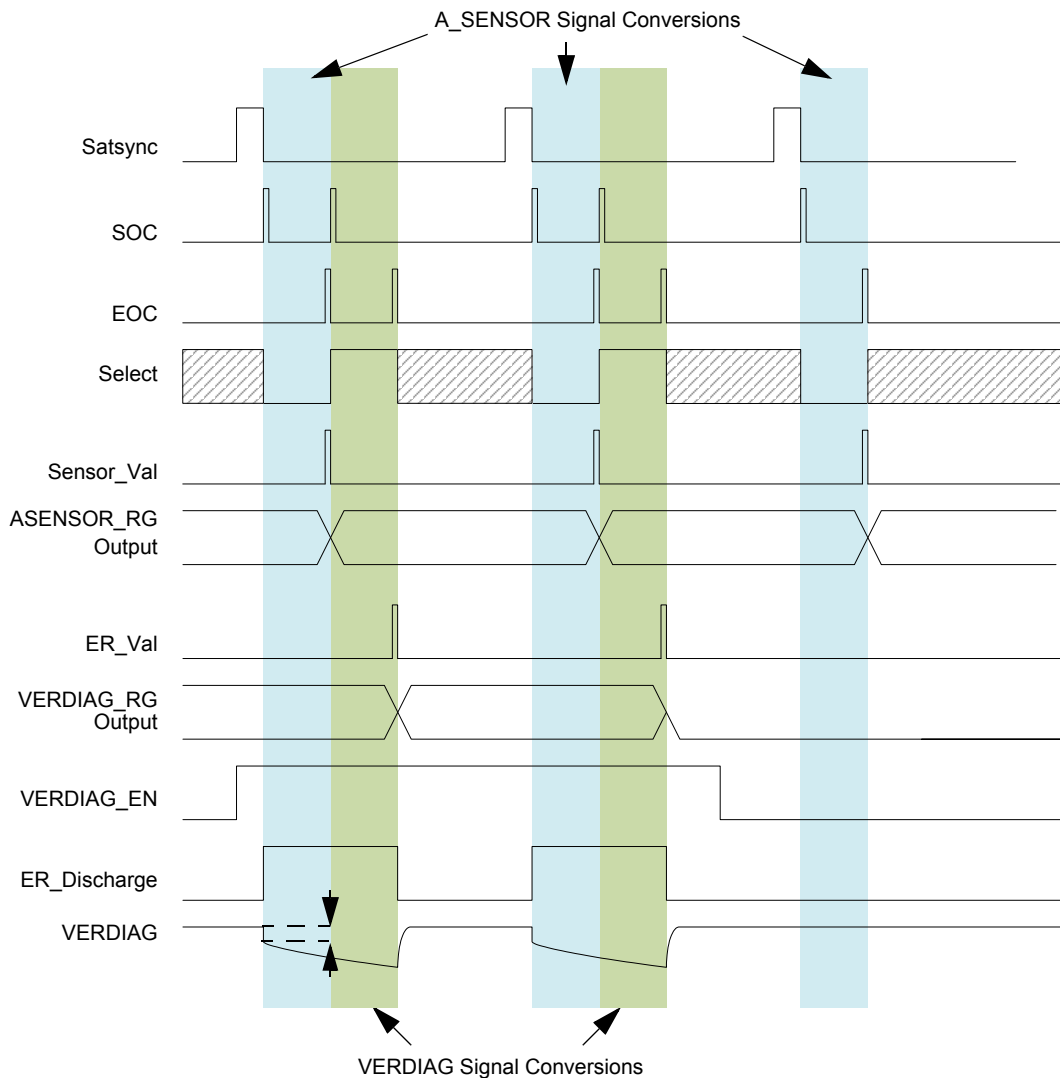 A_SENSOR Signal Conversions
Satsync
SOC
EOC
Select
Sensor_Val
ASENSOR_RG
Output
ER_Val
VERDIAG_RG
Output
VERDIAG_EN
ER_Discharge
VERDIAG
VERDIAG Signal Conversions